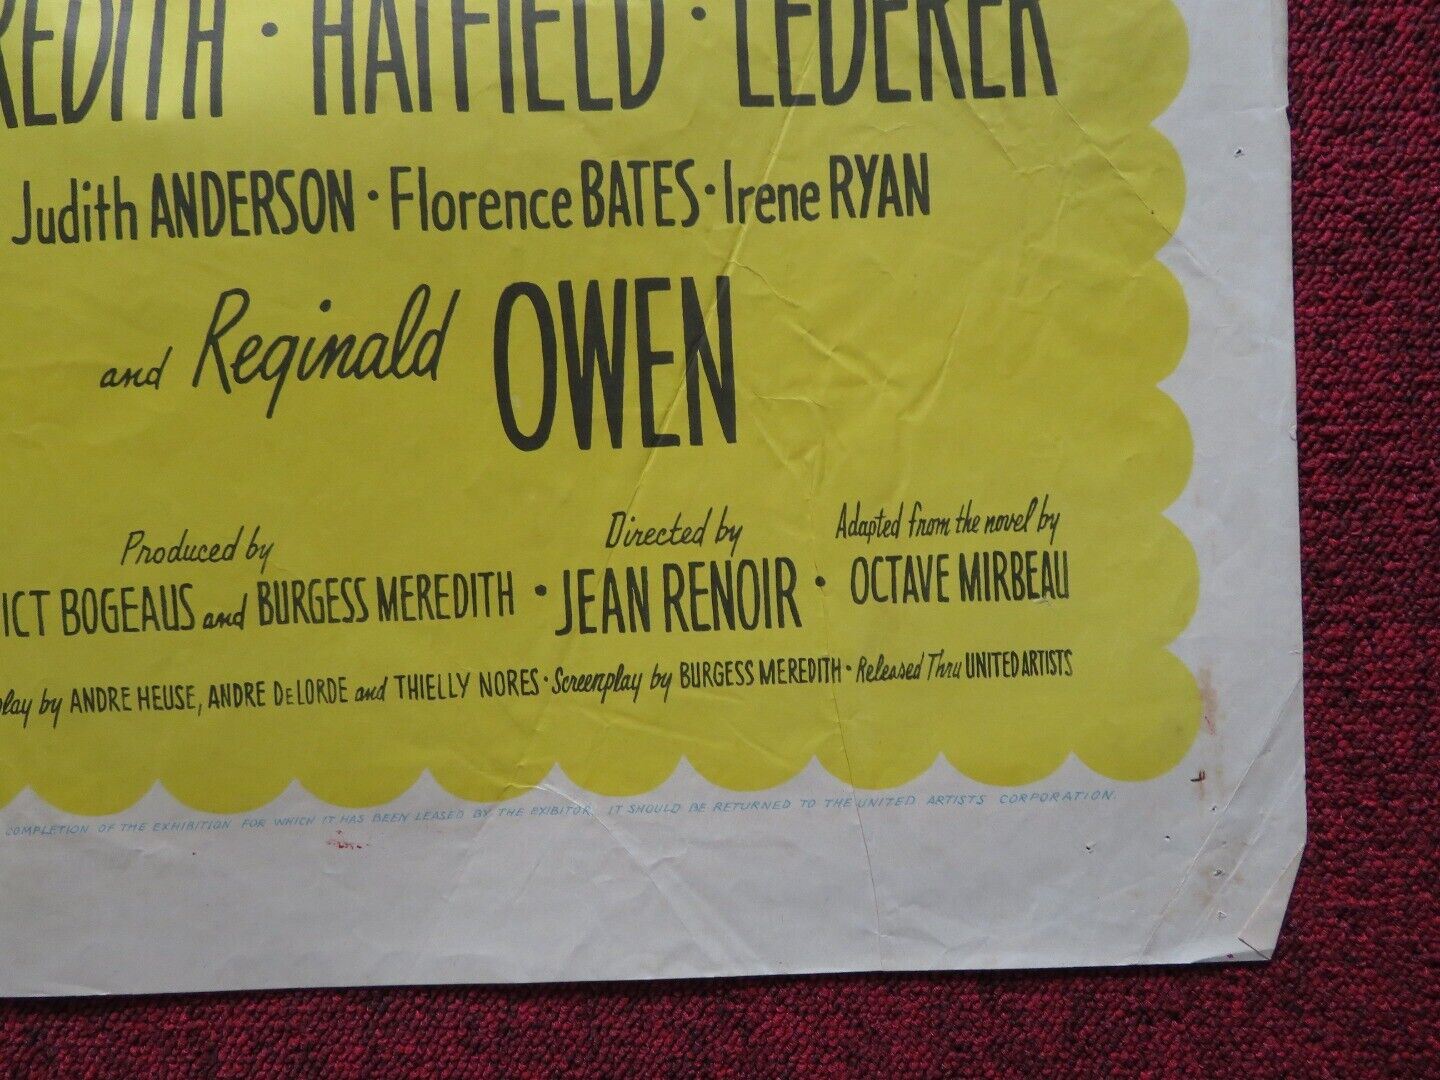 REDITH · HATFIELD · LEDERER
Judith ANDERSON · Florence BATES · Irene RYAN
and Reginald OWEN
Produced by Directed by Adapted from the novel by
ICT BOGEAUS and BURGESS MEREDITH · JEAN RENOIR · OCTAVE MIRBEAU
lay by ANDRE HEUSE, ANDRE DELORDE and THIELLY NORES · Screenplay by BURGESS MEREDITH · Released Thru UNITED ARTISTS
COMPLETION OF THE EXHIBITION FOR WHICH IT HAS BEEN LEASED BY THE EXIBITOR. IT SHOULD BE RETURNED TO THE UNITED ARTISTS CORPORATION.